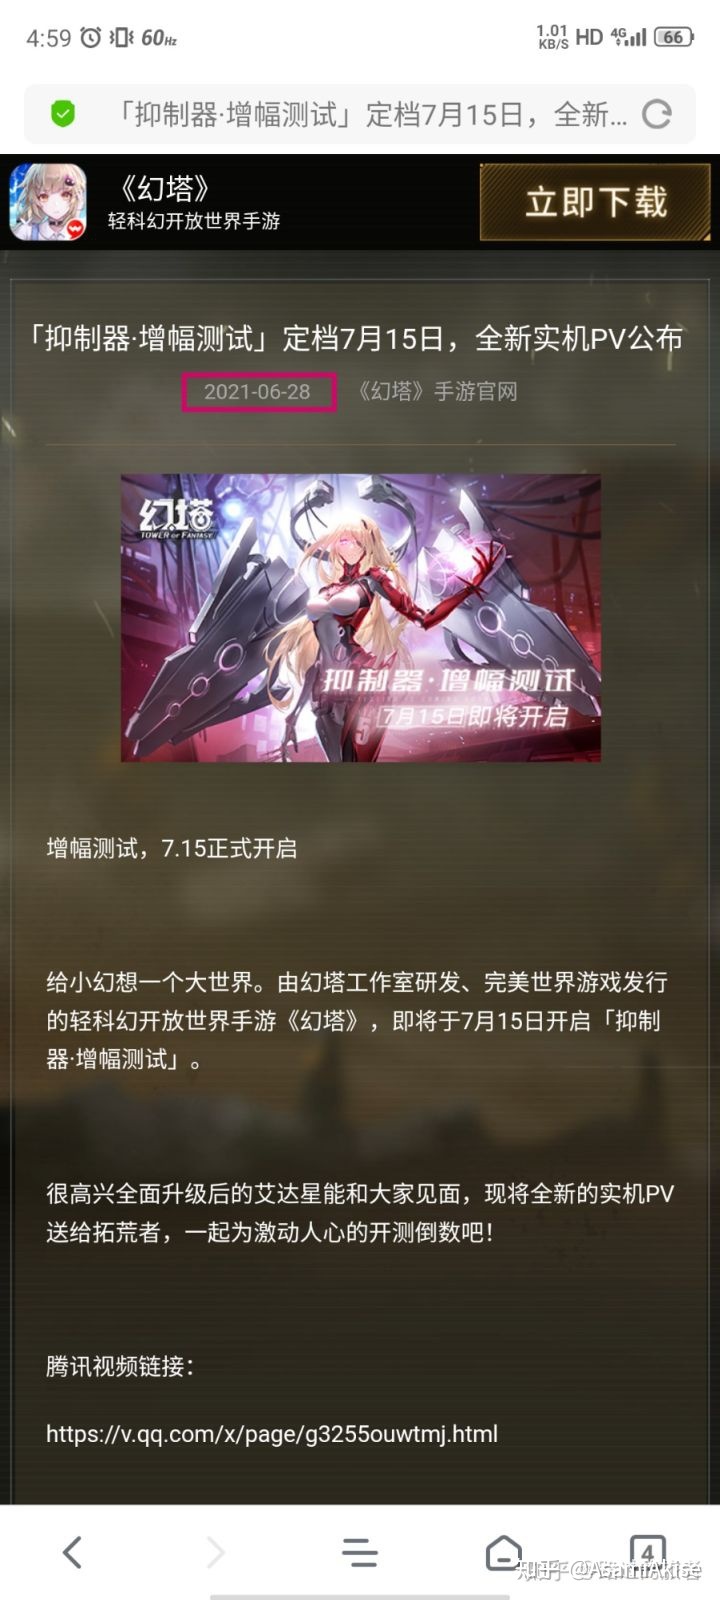 4:59 60Hz 1.01 KB/S HD 4G 66
「抑制器·增幅测试」定档7月15日，全新...
《幻塔》
轻科幻开放世界手游
立即下载
「抑制器·增幅测试」定档7月15日，全新实机PV公布
2021-06-28 《幻塔》手游官网
幻塔
TOWER OF FANTASY
抑制器·增幅测试
7月15日即将开启
增幅测试，7.15正式开启
给小幻想一个大世界。由幻塔工作室研发、完美世界游戏发行
的轻科幻开放世界手游《幻塔》，即将于7月15日开启「抑制
器·增幅测试」。
很高兴全面升级后的艾达星能和大家见面，现将全新的实机PV
送给拓荒者，一起为激动人心的开测倒数吧！
腾讯视频链接：
https://v.qq.com/x/page/g3255ouwtmj.html
4
知乎 @AsamiAkise